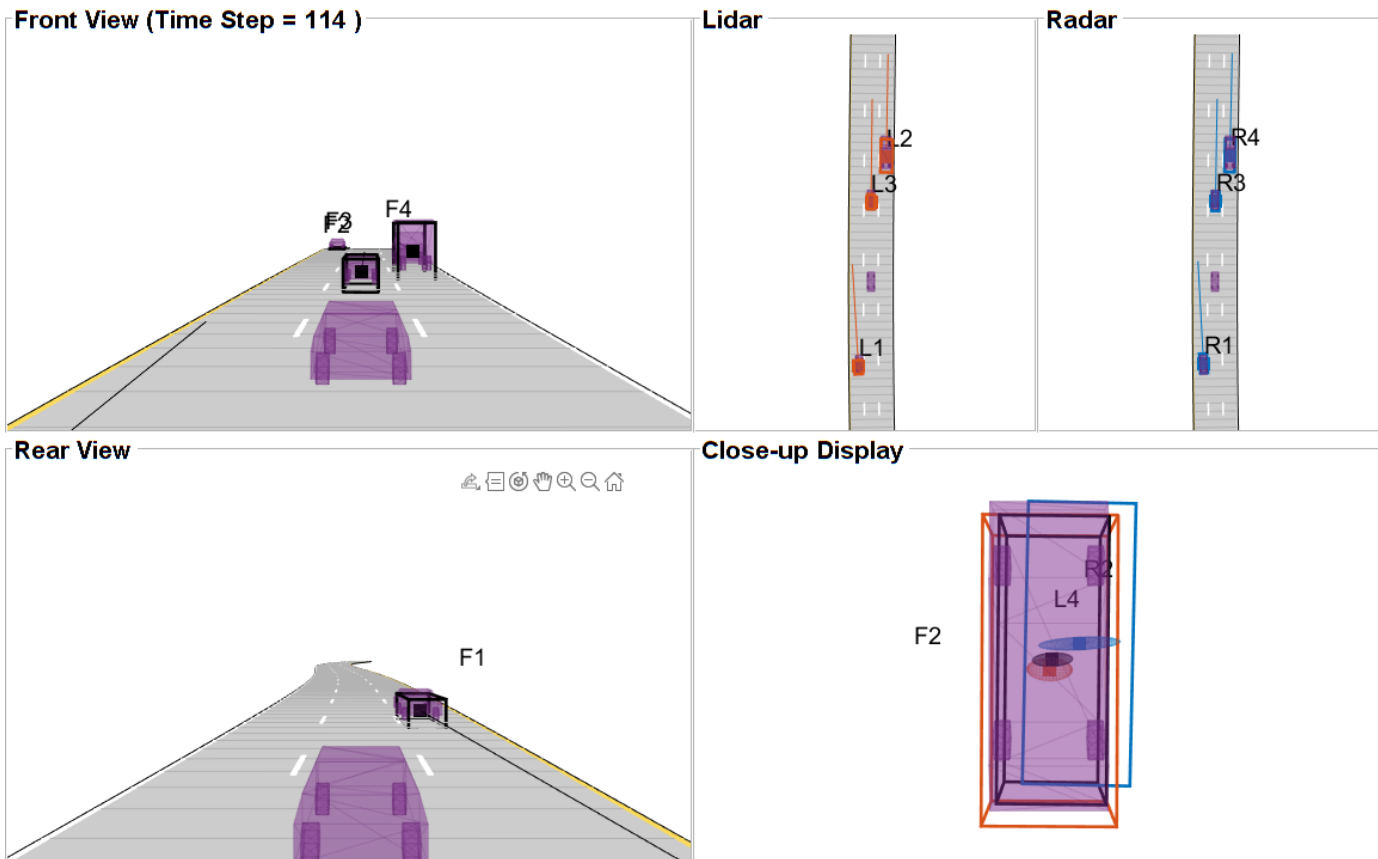 Front View (Time Step = 114 )
F2
F3
F4
Lidar
L2
L3
L1
Radar
R4
R3
R1
Rear View
F1
Close-up Display
R2
L4
F2